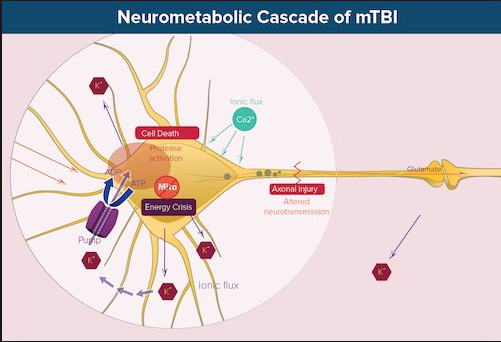 Neurometabolic Cascade of mTBI
K⁺
Ionic flux
Ca2⁺
Cell Death
Protease
activation
ADP
ATP
Mito
Energy Crisis
Glutamate
Axonal injury
Altered
neurotransmission
Pump
K⁺
K⁺
K⁺
K⁺
Ionic flux